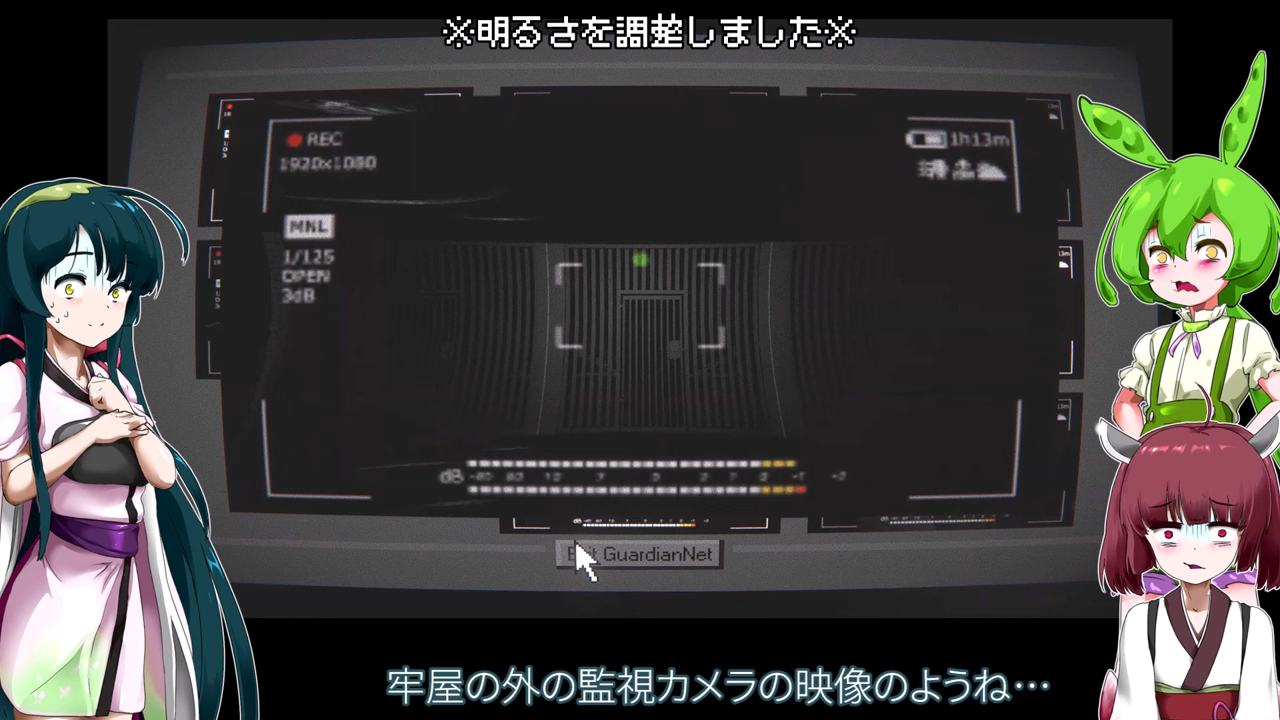 ※明るさを調整しました※
REC
1920x1080
1h13m
MNL
1/125
OPEN
3dB
dB
GuardianNet
牢屋の外の監視カメラの映像のようね…